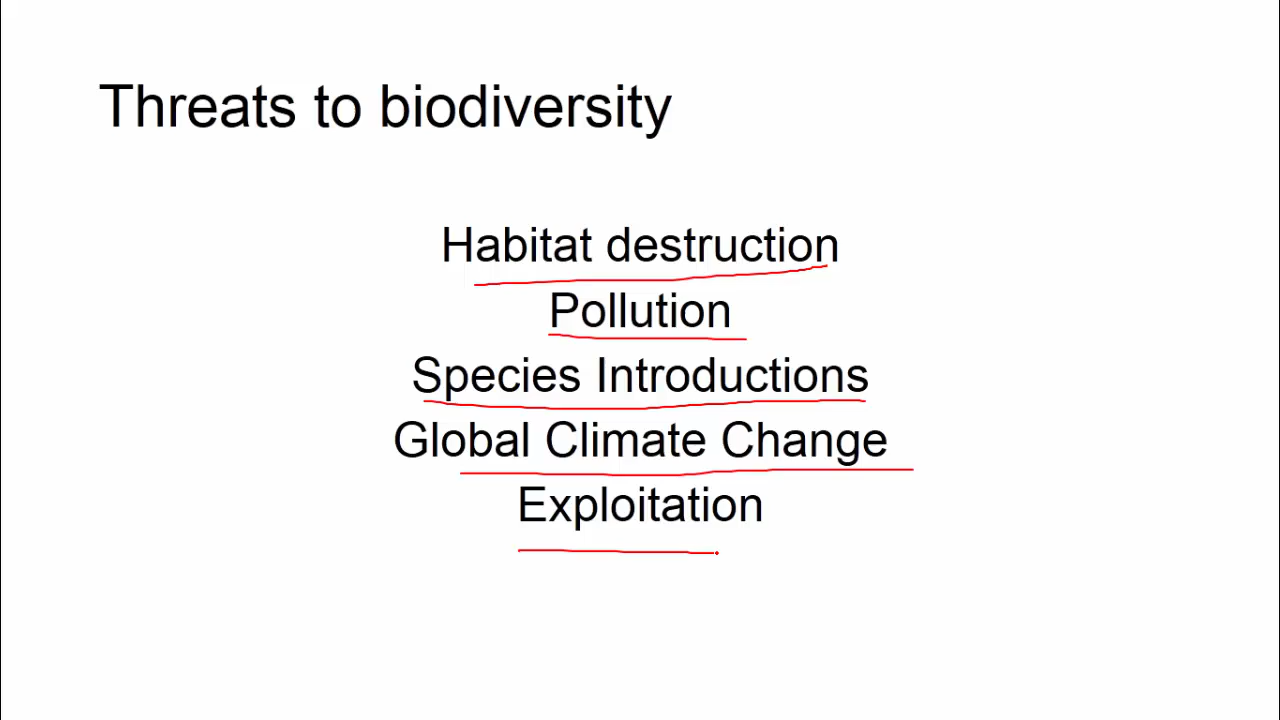 Threats to biodiversity
Habitat destruction
Pollution
Species Introductions
Global Climate Change
Exploitation